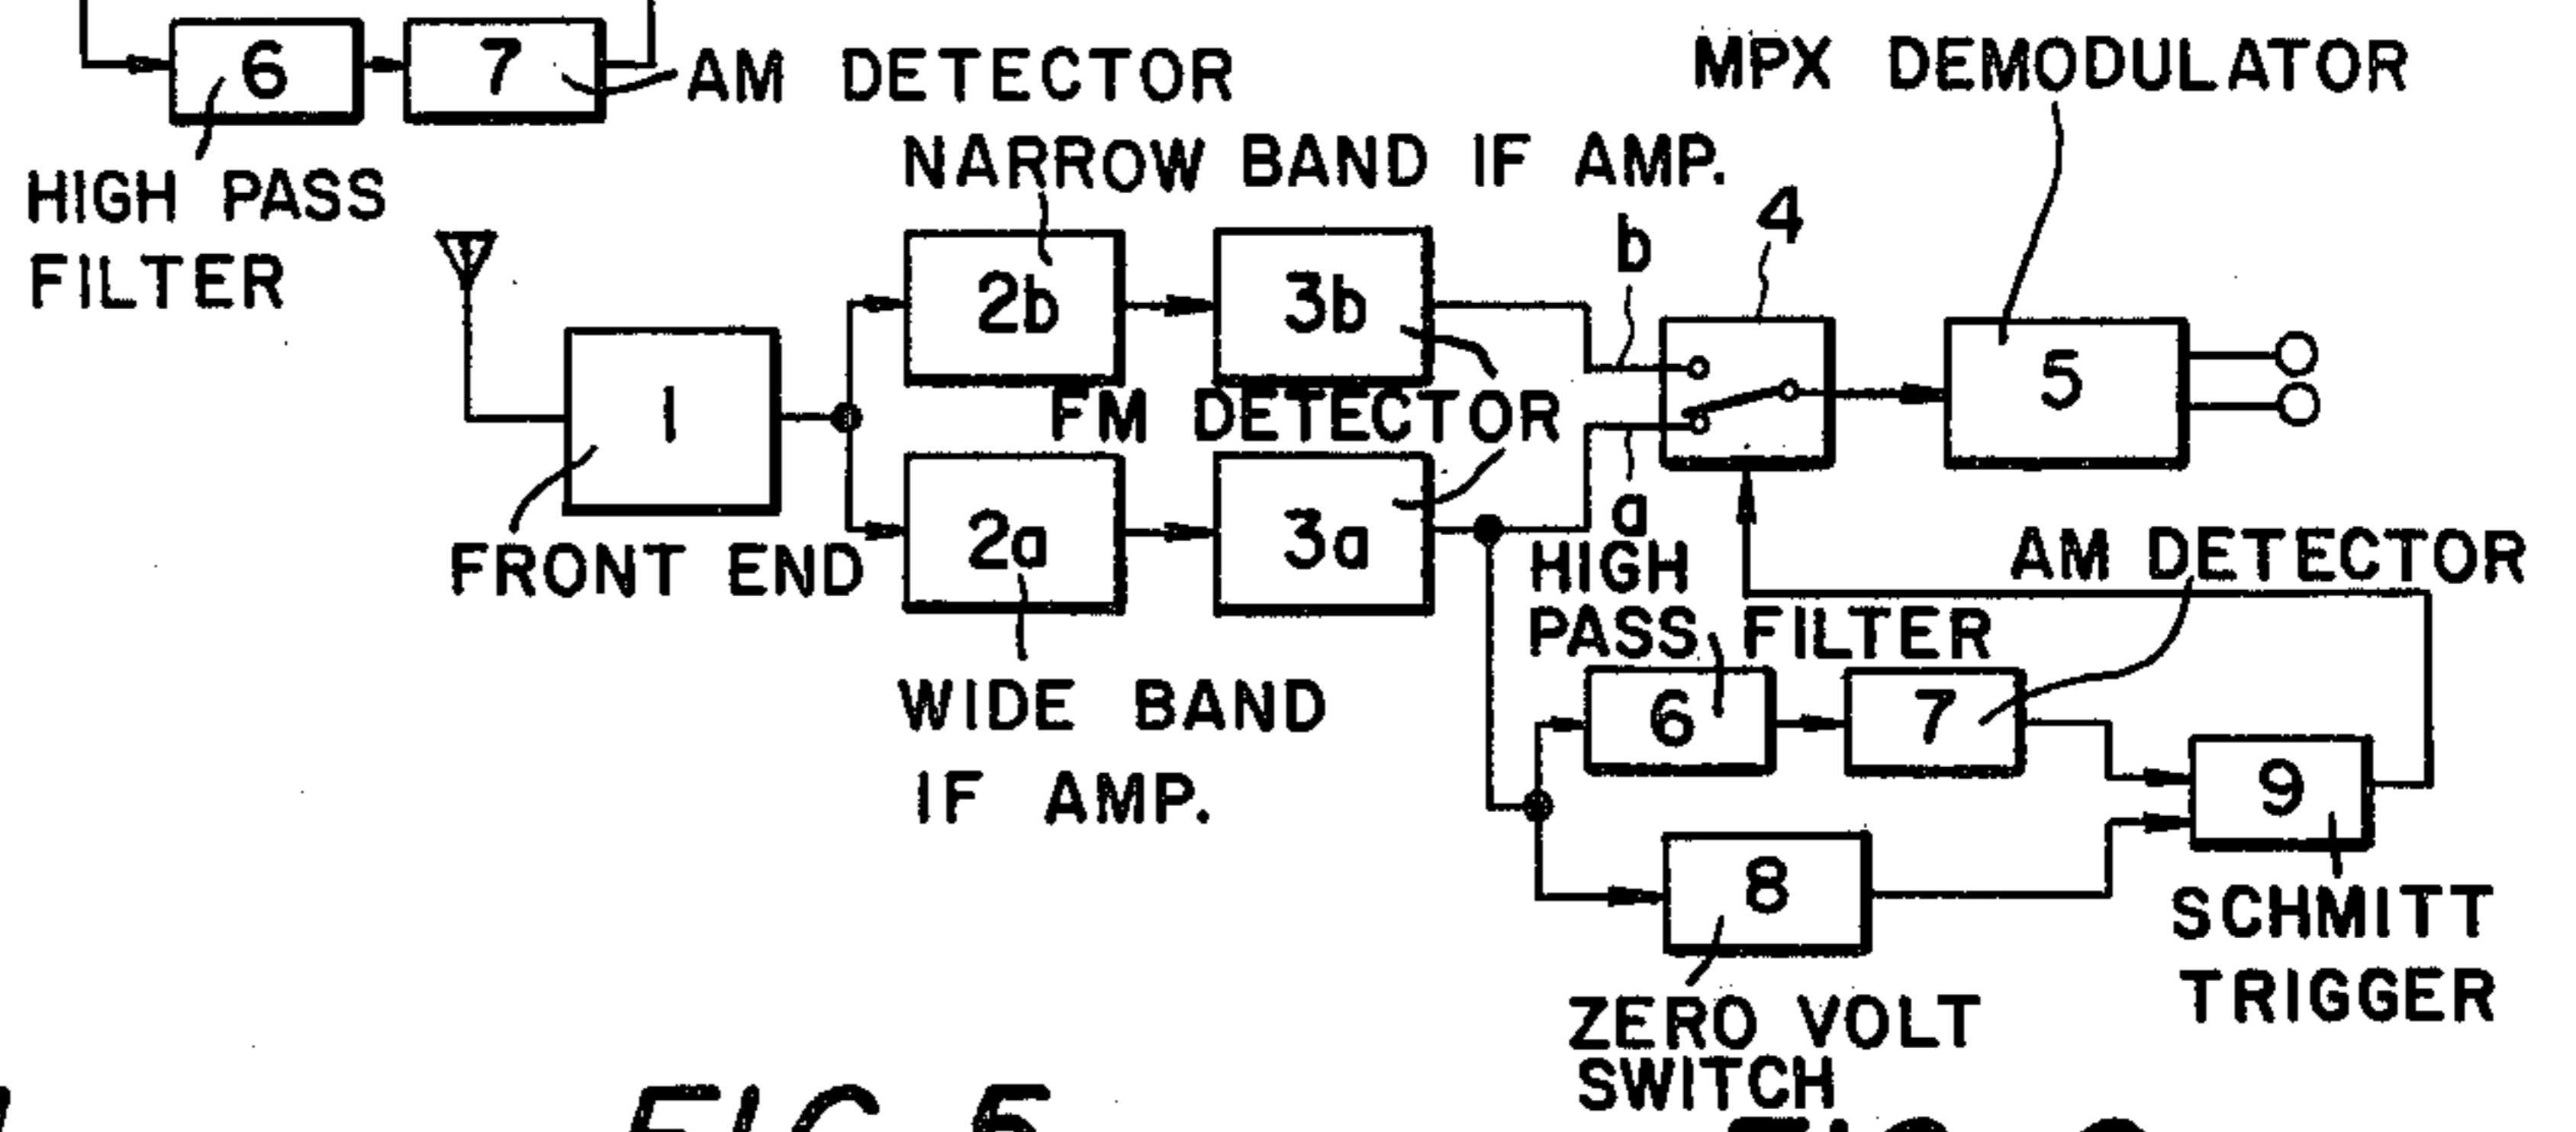 6
7
AM DETECTOR
MPX DEMODULATOR
HIGH PASS
FILTER
NARROW BAND IF AMP.
b
4
2b
3b
1
5
FM DETECTOR
a
2a
3a
FRONT END
HIGH
PASS FILTER
AM DETECTOR
WIDE BAND
IF AMP.
6
7
9
8
SCHMITT
TRIGGER
ZERO VOLT
SWITCH